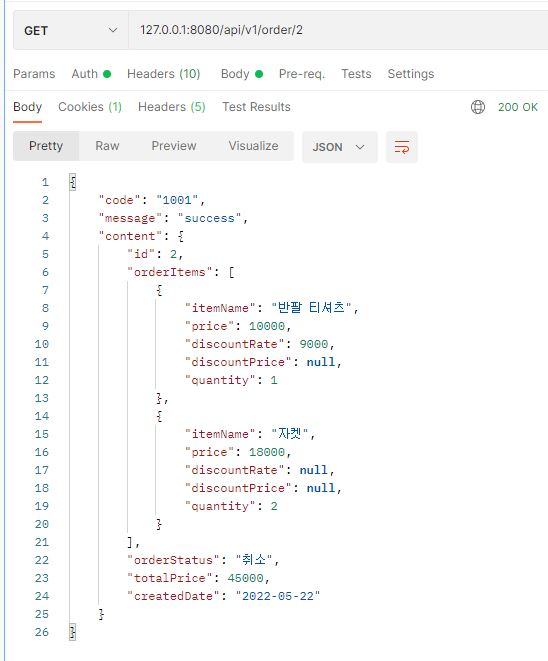 GET 127.0.0.1:8080/api/v1/order/2
Params Auth Headers (10) Body Pre-req. Tests Settings
Body Cookies (1) Headers (5) Test Results 200 OK
Pretty Raw Preview Visualize JSON
1 {
2 "code": "1001",
3 "message": "success",
4 "content": {
5 "id": 2,
6 "orderItems": [
7 {
8 "itemName": "반팔 티셔츠",
9 "price": 10000,
10 "discountRate": 9000,
11 "discountPrice": null,
12 "quantity": 1
13 },
14 {
15 "itemName": "자켓",
16 "price": 18000,
17 "discountRate": null,
18 "discountPrice": null,
19 "quantity": 2
20 }
21 ],
22 "orderStatus": "취소",
23 "totalPrice": 45000,
24 "createdDate": "2022-05-22"
25 }
26 }